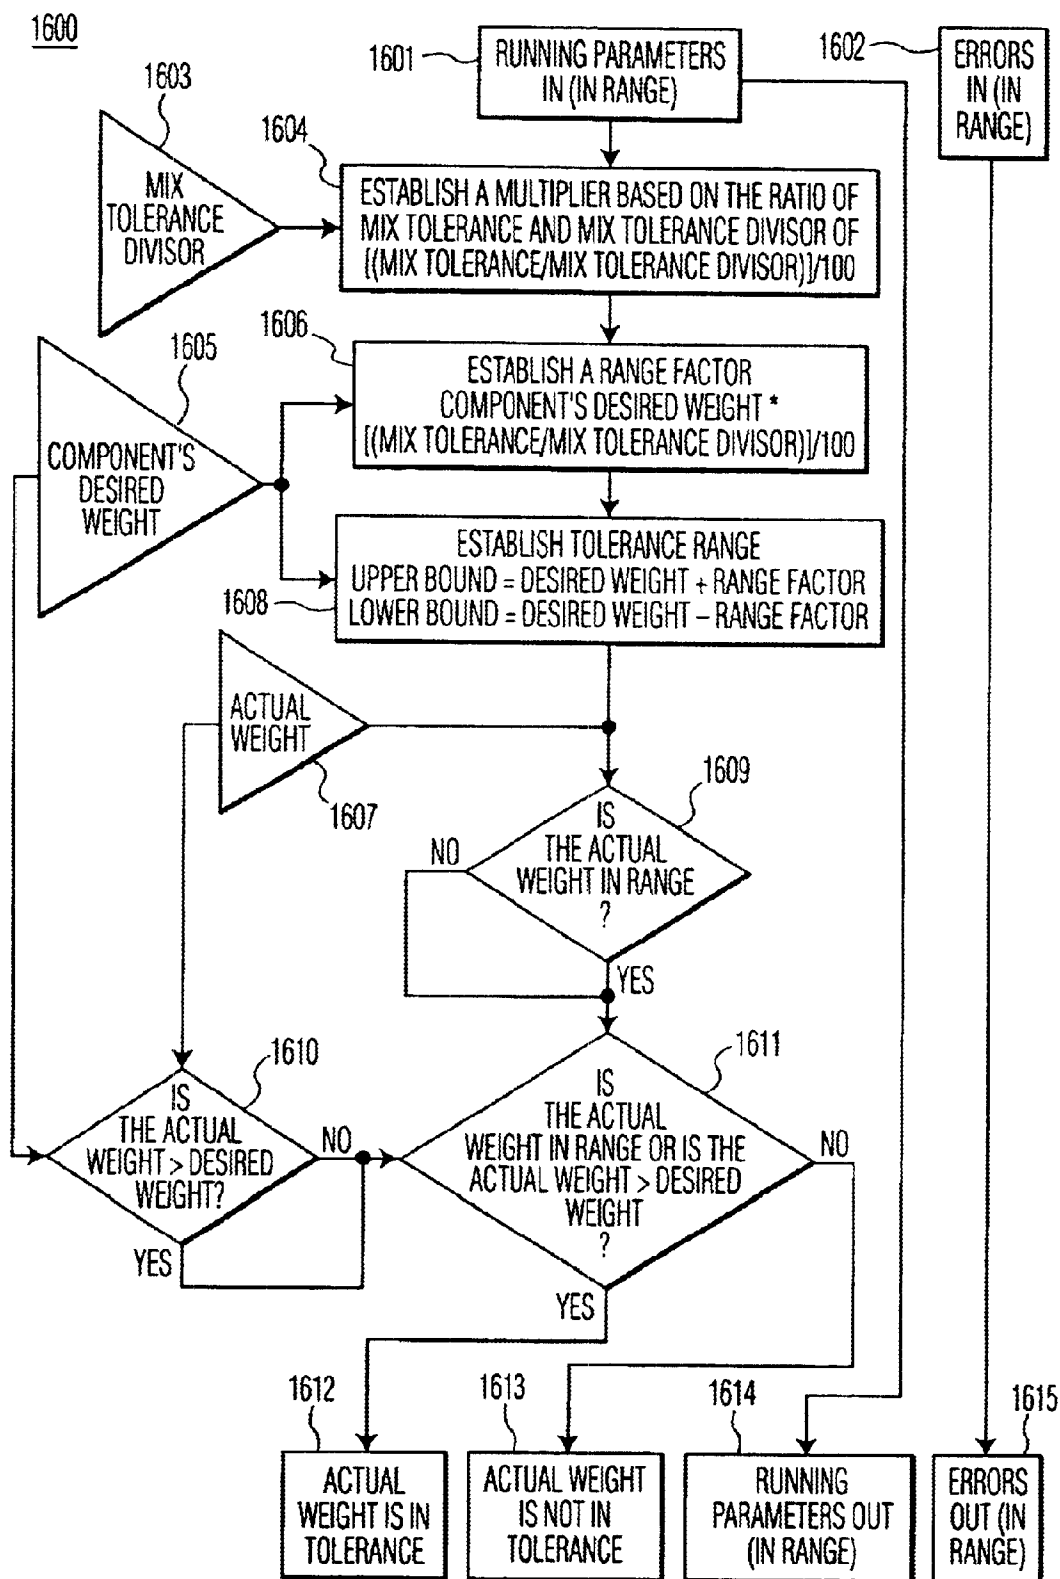 1600
1601
RUNNING PARAMETERS
IN (IN RANGE)
1602
ERRORS
IN (IN
RANGE)
1603
MIX
TOLERANCE
DIVISOR
1604
ESTABLISH A MULTIPLIER BASED ON THE RATIO OF
MIX TOLERANCE AND MIX TOLERANCE DIVISOR OF
[((MIX TOLERANCE/MIX TOLERANCE DIVISOR)]/100
1605
COMPONENT'S
DESIRED
WEIGHT
1606
ESTABLISH A RANGE FACTOR
COMPONENT'S DESIRED WEIGHT *
[((MIX TOLERANCE/MIX TOLERANCE DIVISOR)]/100
1608
ESTABLISH TOLERANCE RANGE
UPPER BOUND = DESIRED WEIGHT + RANGE FACTOR
LOWER BOUND = DESIRED WEIGHT – RANGE FACTOR
ACTUAL
WEIGHT
1607
1609
IS
THE ACTUAL
WEIGHT IN RANGE
?
NO
YES
1610
IS
THE ACTUAL
WEIGHT > DESIRED
WEIGHT?
NO
YES
1611
IS
THE ACTUAL
WEIGHT IN RANGE OR IS THE
ACTUAL WEIGHT > DESIRED
WEIGHT
?
NO
YES
1612
ACTUAL
WEIGHT IS IN
TOLERANCE
1613
ACTUAL WEIGHT
IS NOT IN
TOLERANCE
1614
RUNNING
PARAMETERS OUT
(IN RANGE)
1615
ERRORS
OUT (IN
RANGE)